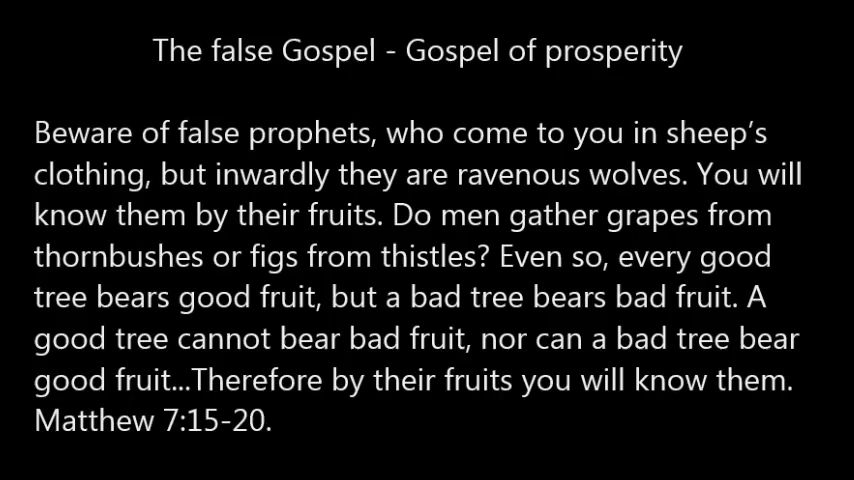 The false Gospel - Gospel of prosperity
Beware of false prophets, who come to you in sheep’s
clothing, but inwardly they are ravenous wolves. You will
know them by their fruits. Do men gather grapes from
thornbushes or figs from thistles? Even so, every good
tree bears good fruit, but a bad tree bears bad fruit. A
good tree cannot bear bad fruit, nor can a bad tree bear
good fruit...Therefore by their fruits you will know them.
Matthew 7:15-20.